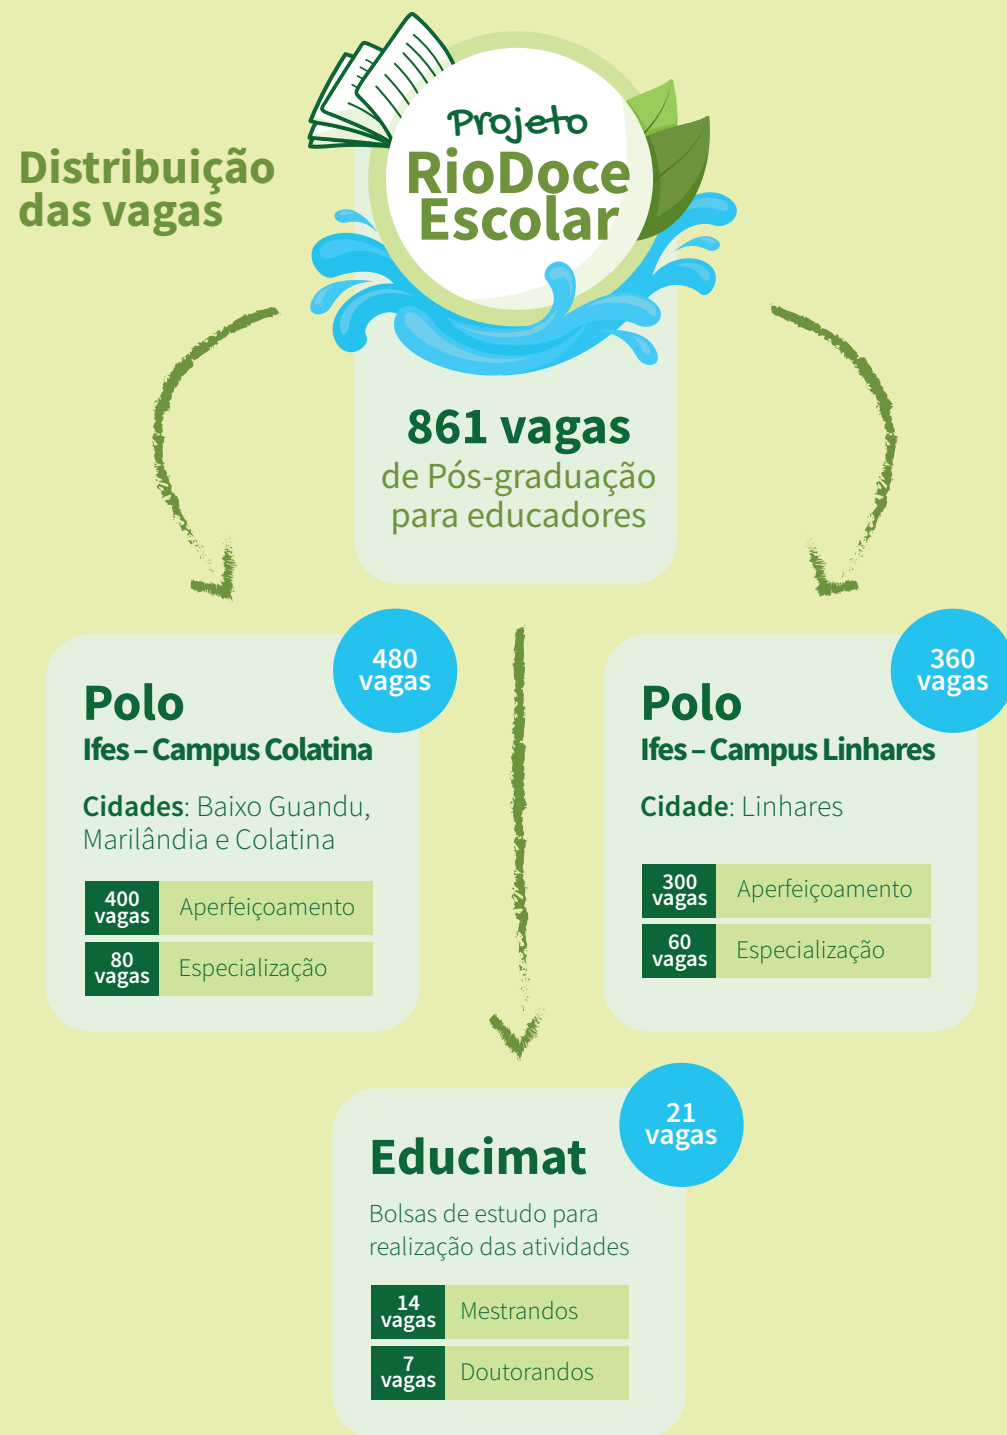 Distribuição
das vagas
Projeto
RioDoce
Escolar
861 vagas
de Pós-graduação
para educadores
480
vagas
Polo
Ifes – Campus Colatina
Cidades: Baixo Guandu,
Marilândia e Colatina
400
vagas
Aperfeiçoamento
80
vagas
Especialização
360
vagas
Polo
Ifes – Campus Linhares
Cidade: Linhares
300
vagas
Aperfeiçoamento
60
vagas
Especialização
21
vagas
Educimat
Bolsas de estudo para
realização das atividades
14
vagas
Mestrandos
7
vagas
Doutorandos